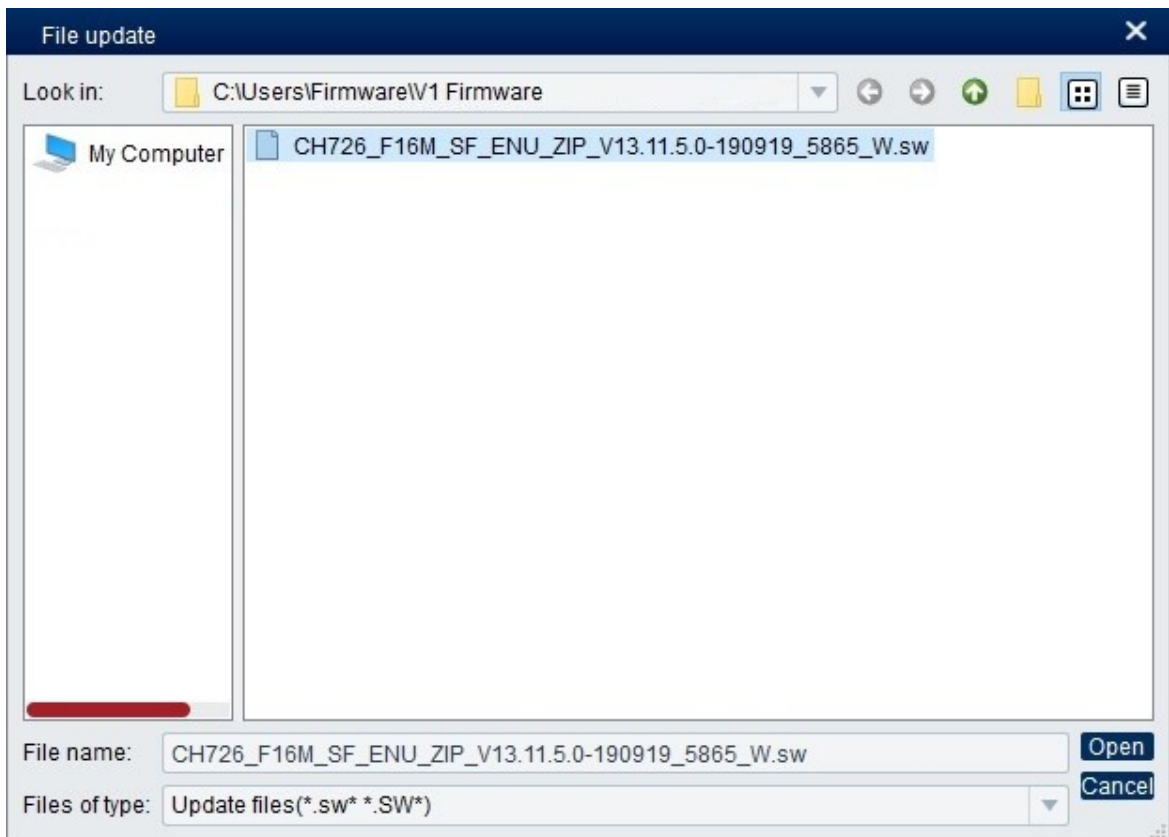 File update
Look in: C:\Users\Firmware\V1 Firmware
My Computer
CH726_F16M_SF_ENU_ZIP_V13.11.5.0-190919_5865_W.sw
File name: CH726_F16M_SF_ENU_ZIP_V13.11.5.0-190919_5865_W.sw
Open
Files of type: Update files(*.sw* *.SW*)
Cancel